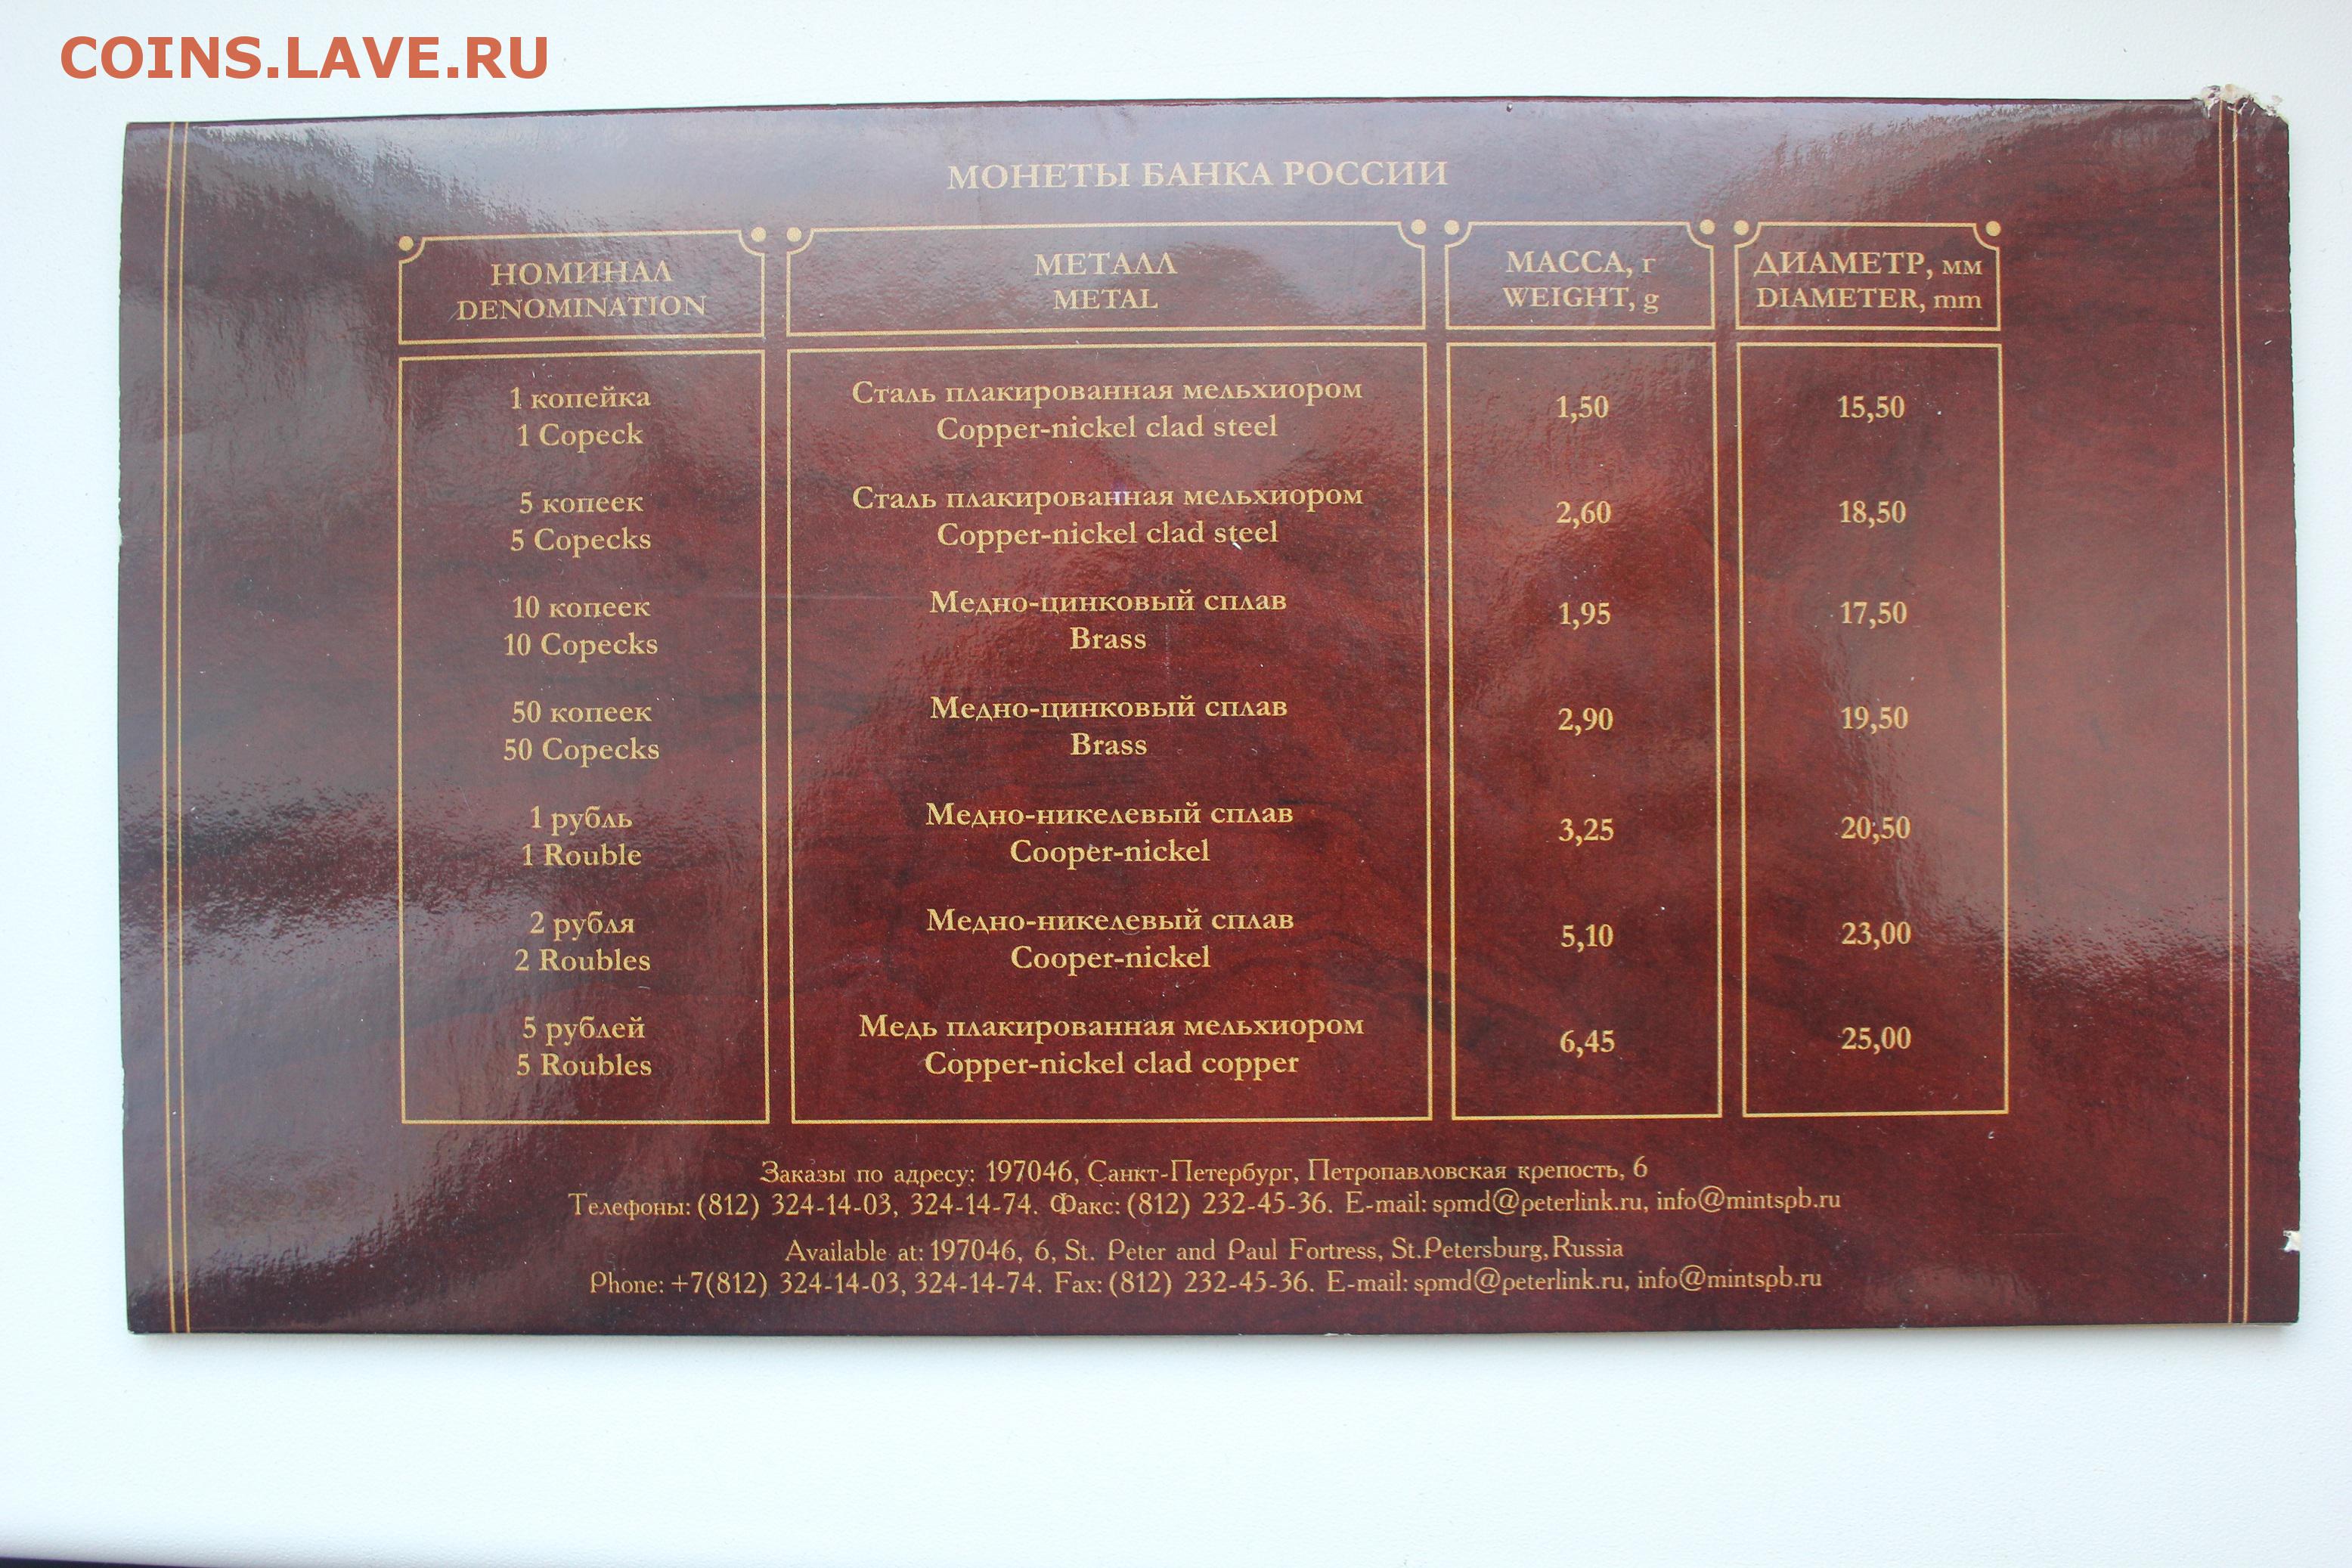 COINS.LAVE.RU
МОНЕТЫ БАНКА РОССИИ
НОМИНАЛ
DENOMINATION
МЕТАЛЛ
METAL
МАССА, г
WEIGHT, g
ДИАМЕТР, мм
DIAMETER, mm
1 копейка
1 Copeck
Сталь плакированная мельхиором
Copper-nickel clad steel
1,50
15,50
5 копеек
5 Copecks
Сталь плакированная мельхиором
Copper-nickel clad steel
2,60
18,50
10 копеек
10 Copecks
Медно-цинковый сплав
Brass
1,95
17,50
50 копеек
50 Copecks
Медно-цинковый сплав
Brass
2,90
19,50
1 рубль
1 Rouble
Медно-никелевый сплав
Cooper-nickel
3,25
20,50
2 рубля
2 Roubles
Медно-никелевый сплав
Cooper-nickel
5,10
23,00
5 рублей
5 Roubles
Медь плакированная мельхиором
Copper-nickel clad copper
6,45
25,00
Заказы по адресу: 197046, Санкт-Петербург, Петропавловская крепость, 6
Телефоны: (812) 324-14-03, 324-14-74. Факс: (812) 232-45-36. E-mail: spmd@peterlink.ru, info@mintspb.ru
Available at: 197046, 6, St. Peter and Paul Fortress, St.Petersburg, Russia
Phone: +7(812) 324-14-03, 324-14-74. Fax: (812) 232-45-36. E-mail: spmd@peterlink.ru, info@mintspb.ru